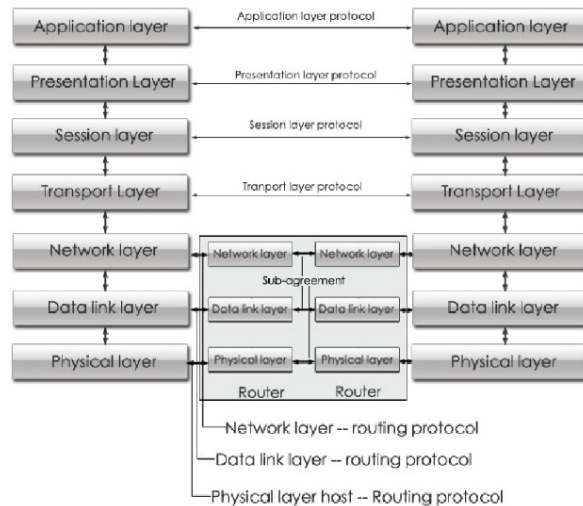 Application layer
Application layer protocol
Application layer
Presentation Layer
Presentation layer protocol
Presentation Layer
Session layer
Session layer protocol
Session layer
Transport Layer
Tranport layer protocol
Transport Layer
Network layer
Network layer
Network layer
Network layer
Sub-agreement
Data link layer
Data link layer
Data link layer
Data link layer
Physical layer
Physical layer
Physical layer
Physical layer
Router
Router
Network layer -- routing protocol
Data link layer -- routing protocol
Physical layer host -- Routing protocol